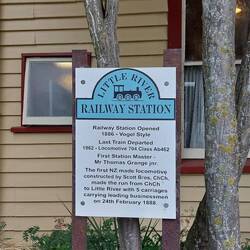 LITTLE RIVER
RAILWAY STATION
Railway Station Opened
1886 - Vogel Style
Last Train Departed
1962 - Locomotive 704 Class Ab462
First Station Master -
Mr Thomas Grange jnr.
The first NZ made locomotive
constructed by Scott Bros, ChCh,
made the run from ChCh
to Little River with 5 carriages
carrying leading businessmen
on 24th February 1888.